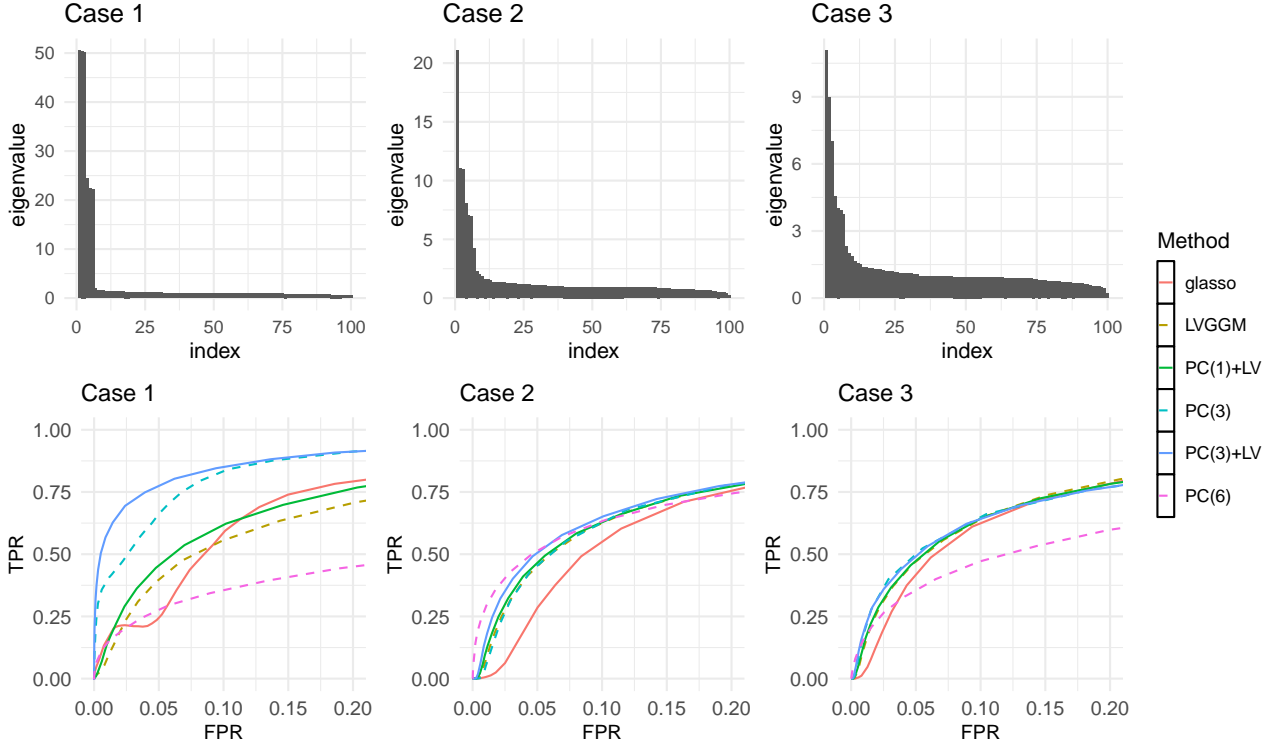 Case 1
Case 2
Case 3
50
40
30
20
10
0
eigenvalue
0
25
50
75
100
index
20
15
10
5
0
eigenvalue
0
25
50
75
100
index
9
6
3
0
eigenvalue
0
25
50
75
100
index
Case 1
Case 2
Case 3
1.00
0.75
0.50
0.25
0.00
TPR
0.00
0.05
0.10
0.15
0.20
FPR
1.00
0.75
0.50
0.25
0.00
TPR
0.00
0.05
0.10
0.15
0.20
FPR
1.00
0.75
0.50
0.25
0.00
TPR
0.00
0.05
0.10
0.15
0.20
FPR
Method
glasso
LVGGM
PC(1)+LV
PC(3)
PC(3)+LV
PC(6)